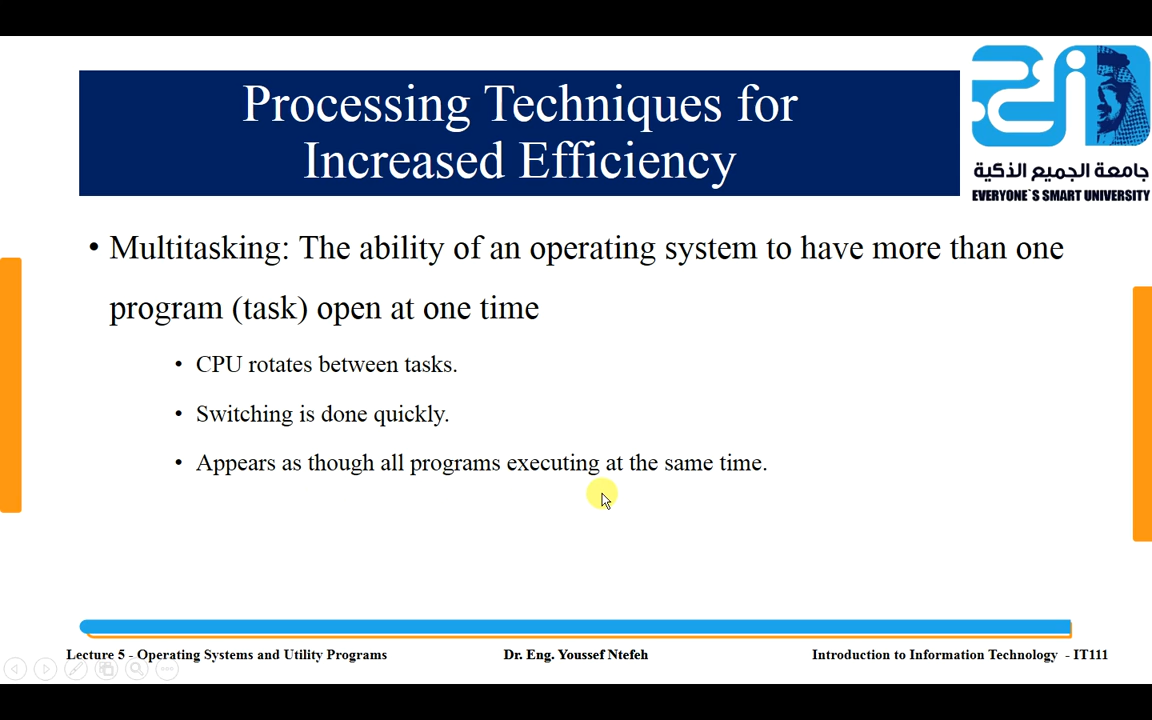 Processing Techniques for
Increased Efficiency
جامعة الجميع الذكية
EVERYONE`S SMART UNIVERSITY
• Multitasking: The ability of an operating system to have more than one
program (task) open at one time
• CPU rotates between tasks.
• Switching is done quickly.
• Appears as though all programs executing at the same time.
Lecture 5 - Operating Systems and Utility Programs
Dr. Eng. Youssef Ntefeh
Introduction to Information Technology - IT111